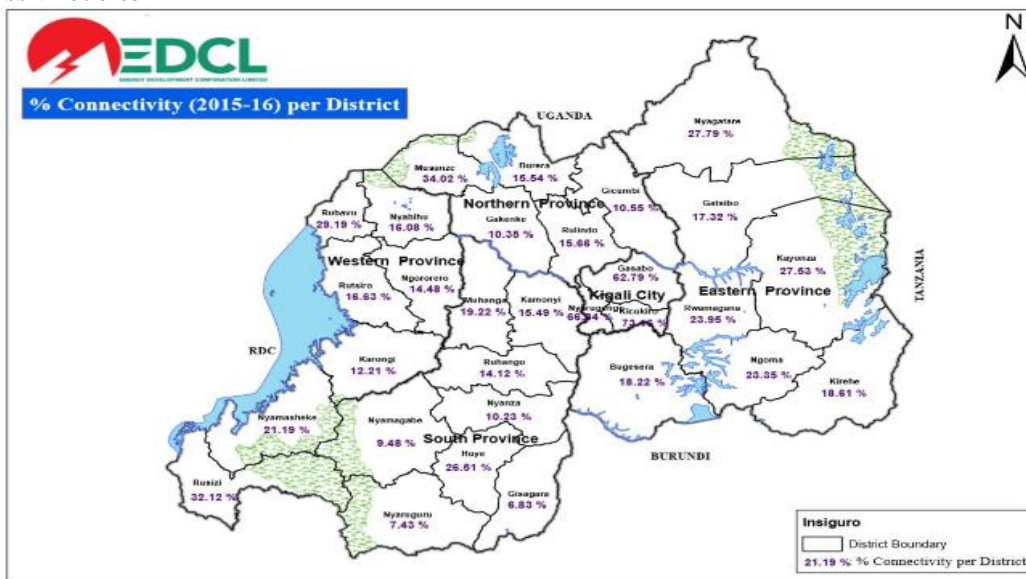 EDCL
ENERGY DEVELOPMENT CORPORATION LIMITED
% Connectivity (2015-16) per District
N
UGANDA
Nyagatare
27.79 %
Musanze
34.02 %
Burera
15.54 %
Gicumbi
10.55 %
Gatsibo
17.32 %
Rubavu
29.19 %
Nyabihu
16.08 %
Northern Province
Gakenke
10.35 %
Rulindo
15.66 %
Kayonza
27.53 %
TANZANIA
Western Province
Ngororero
14.48 %
Rutsiro
16.63 %
Gasabo
62.79 %
Kigali City
Kicukiro
Muhanga
19.22 %
Kamonyi
15.49 %
Eastern Province
Rwamagana
23.95 %
RDC
Karongi
12.21 %
Ruhango
14.12 %
Bugesera
18.22 %
Ngoma
23.35 %
Kirehe
18.61 %
Nyamasheke
21.19 %
Nyamagabe
9.48 %
Nyanza
10.23 %
South Province
Huye
26.51 %
BURUNDI
Rusizi
32.12 %
Gisagara
6.83 %
Nyaruguru
7.43 %
Insiguro
District Boundary
21.19 % % Connectivity per District